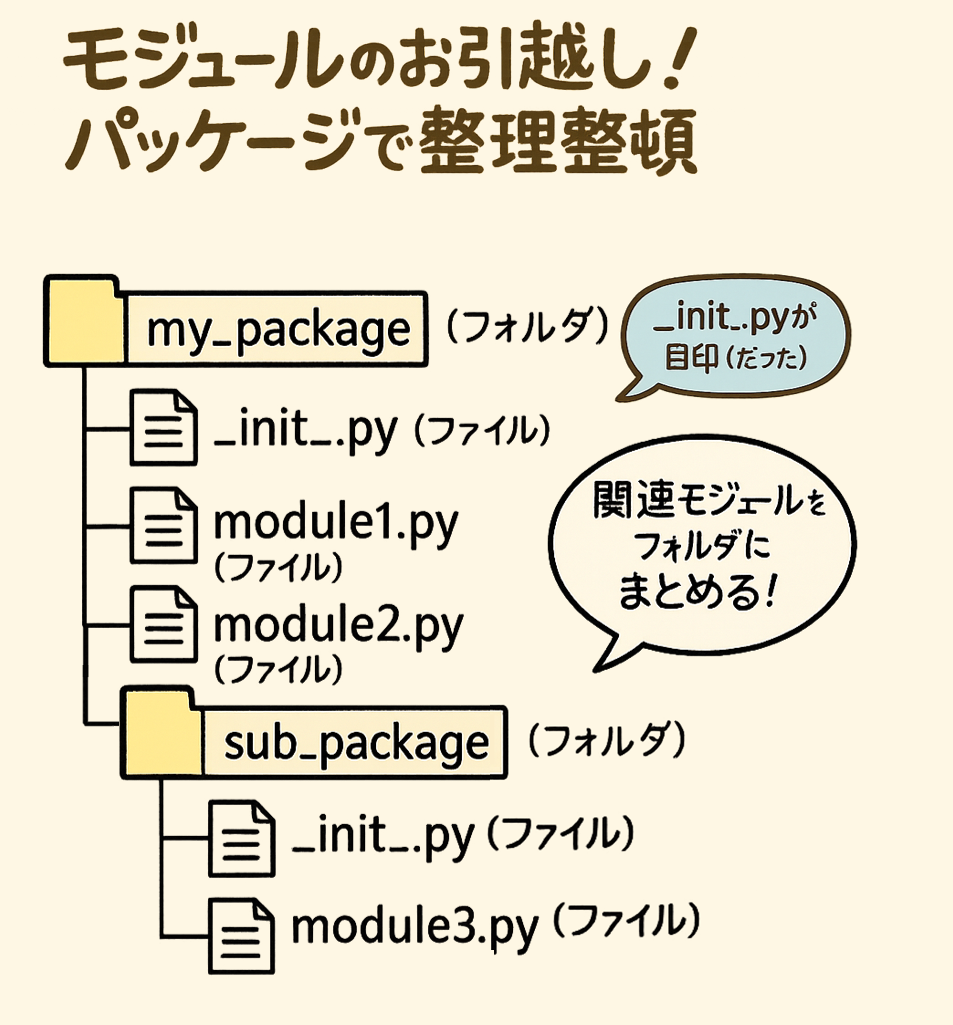 モジュールのお引越し!
パッケージで整理整頓
my_package (フォルダ)
_init_.pyが
目印(だった)
_init_.py (ファイル)
module1.py
(ファイル)
関連モジュールを
フォルダに
まとめる!
module2.py
(ファイル)
sub_package (フォルダ)
_init_.py (ファイル)
module3.py (ファイル)